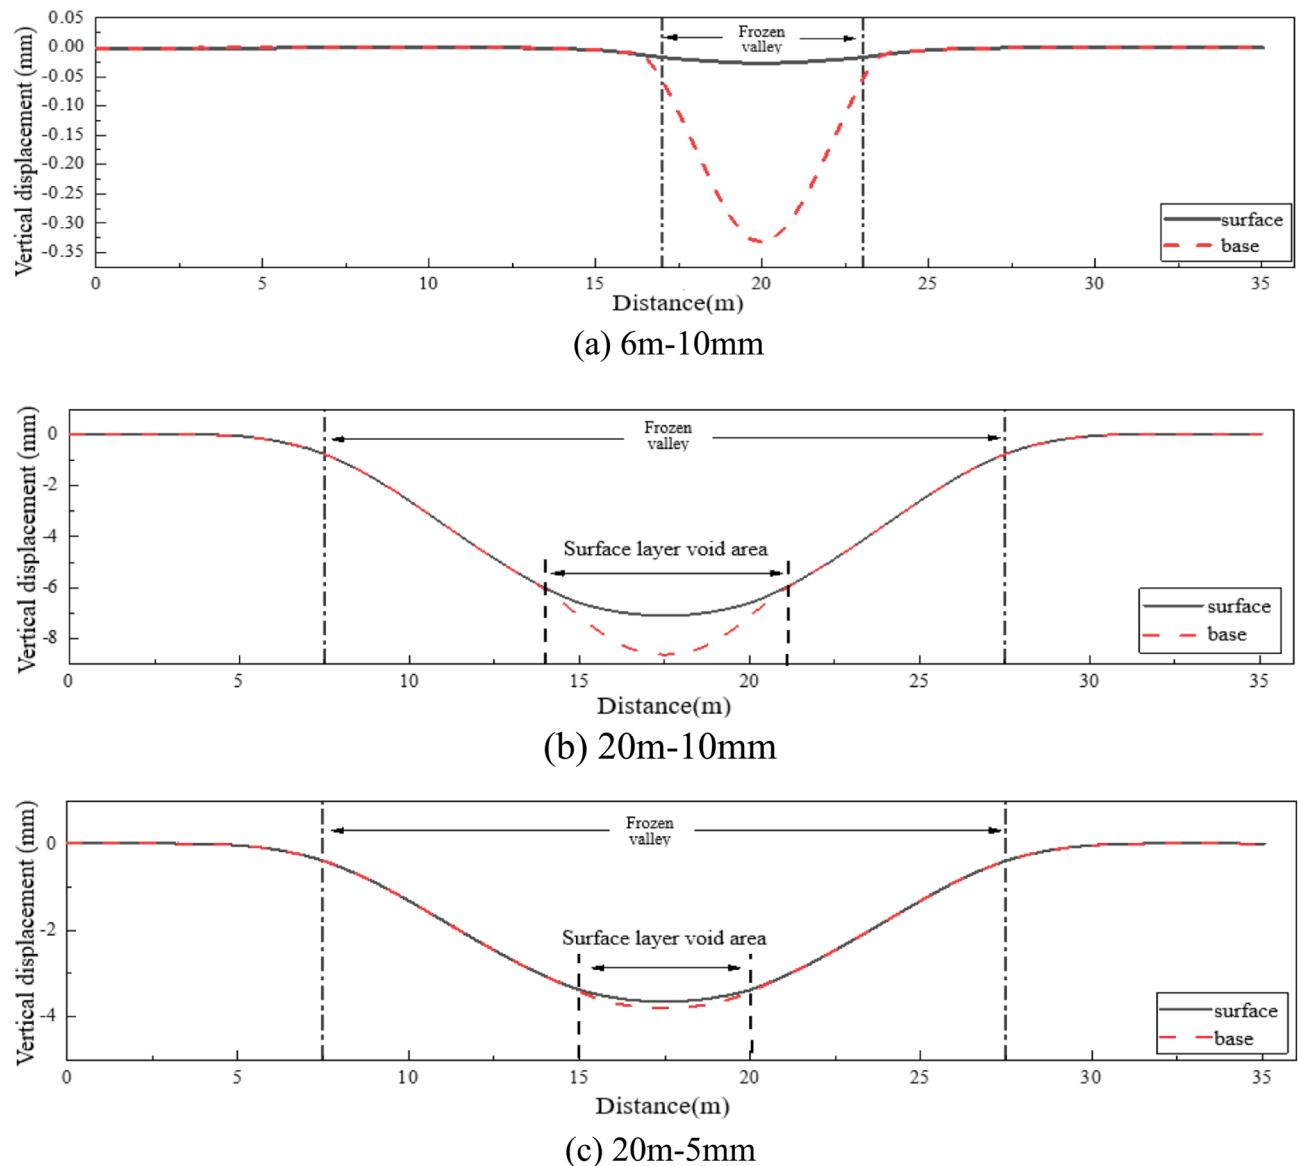 Vertical displacement (mm)
0.05
0.00
-0.05
-0.10
-0.15
-0.20
-0.25
-0.30
-0.35
Frozen
valley
surface
base
0 5 10 15 20 25 30 35
Distance(m)
(a) 6m-10mm
Vertical displacement (mm)
0
-2
-4
-6
-8
Frozen
valley
Surface layer void area
surface
base
0 5 10 15 20 25 30 35
Distance(m)
(b) 20m-10mm
Vertical displacement (mm)
0
-2
-4
Frozen
valley
Surface layer void area
surface
base
0 5 10 15 20 25 30 35
Distance(m)
(c) 20m-5mm